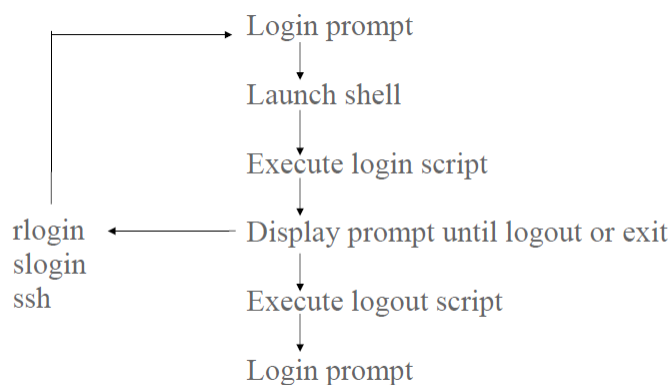 Login prompt
Launch shell
Execute login script
Display prompt until logout or exit
rlogin
slogin
ssh
Execute logout script
Login prompt